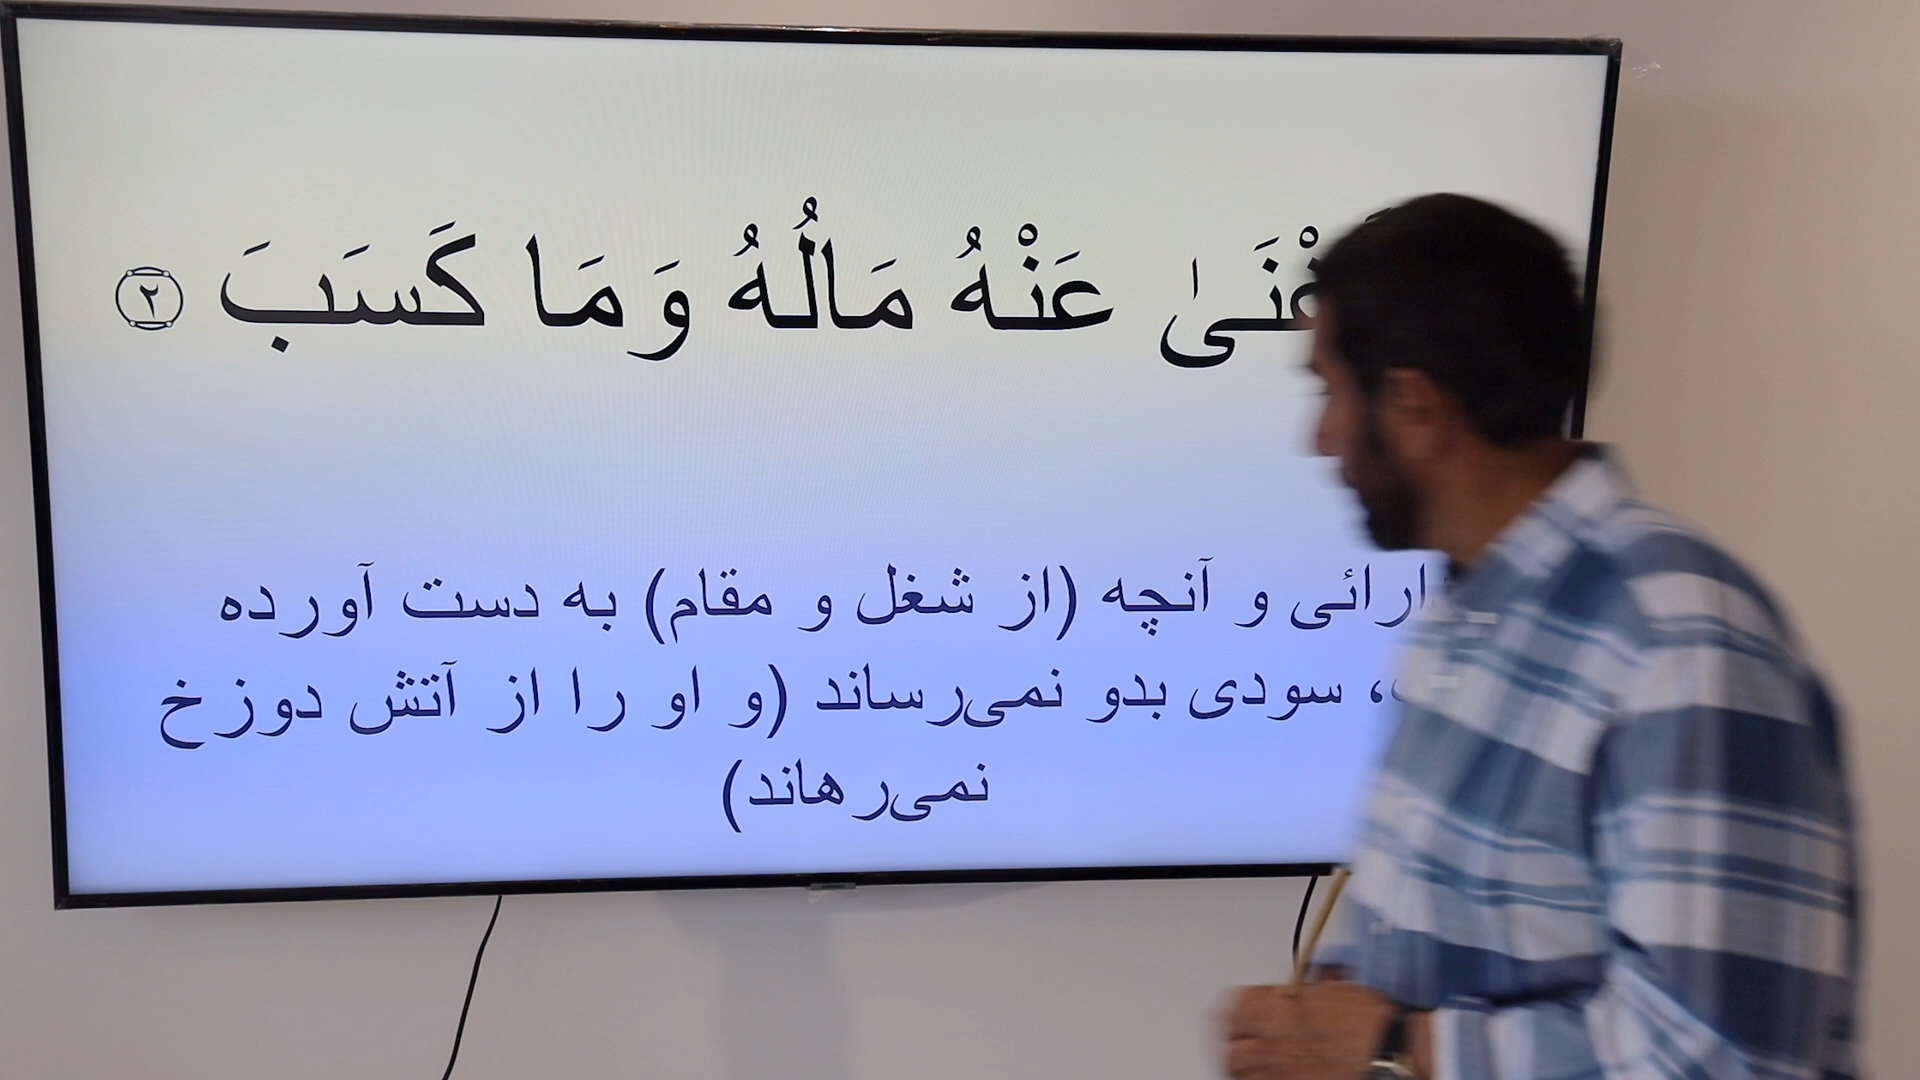 عَنْهُ مَالُهُ وَمَا كَسَبَ ۝٢
و آنچه (از شغل و مقام) به دست آورده
سودی بدو نمی‌رساند (و او را از آتش دوزخ
نمی‌رهاند)